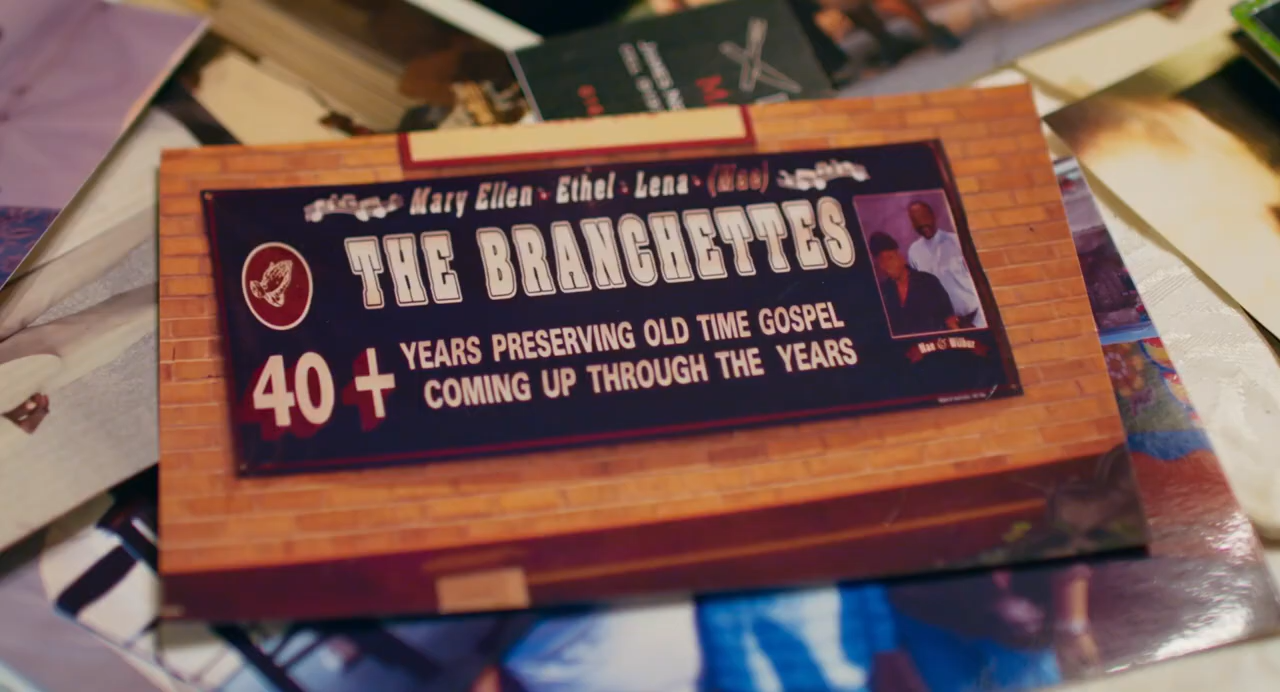 Mary Ellen · Ethel · Lena · (Mae)
THE BRANCHETTES
40 + YEARS PRESERVING OLD TIME GOSPEL
COMING UP THROUGH THE YEARS
Mae & Wilbur